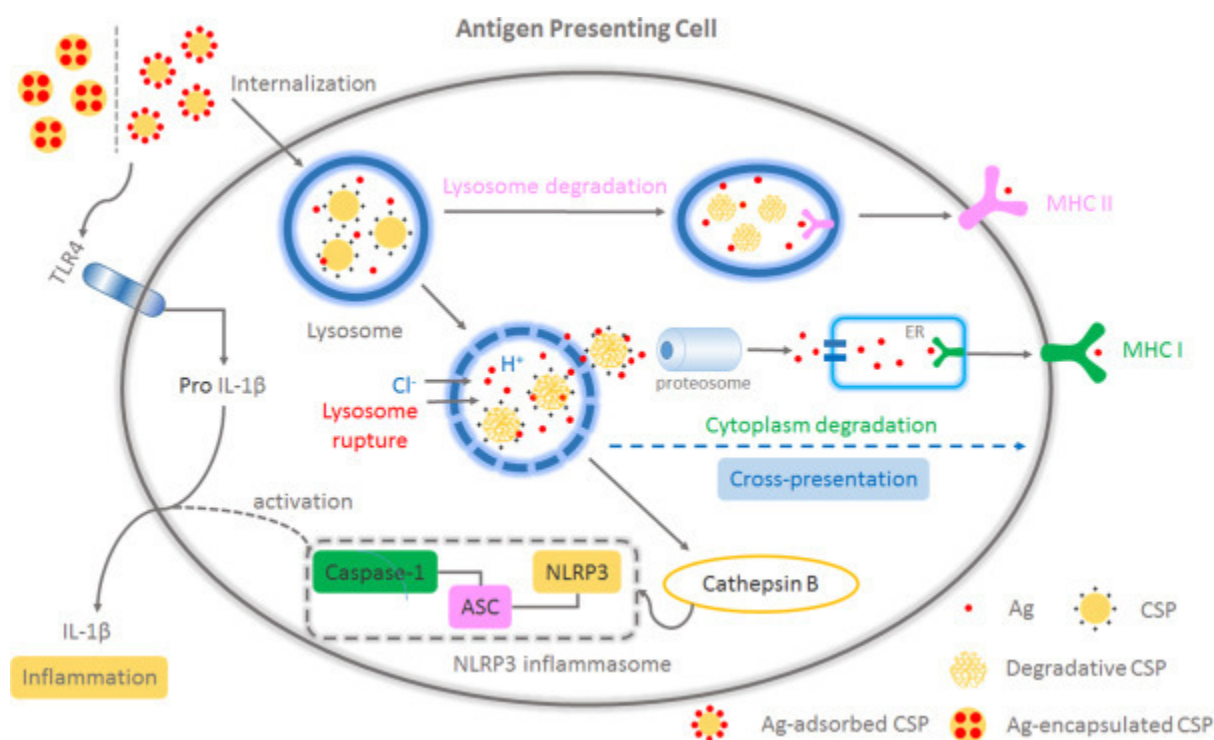 Antigen Presenting Cell
Internalization
TLR4
Lysosome degradation
MHC II
Lysosome
ER
MHC I
H⁺
proteosome
Pro IL-1β
Cl⁻
Lysosome
rupture
Cytoplasm degradation
Cross-presentation
activation
Caspase-1
NLRP3
ASC
Cathepsin B
NLRP3 inflammasome
IL-1β
Inflammation
Ag
CSP
Degradative CSP
Ag-adsorbed CSP
Ag-encapsulated CSP